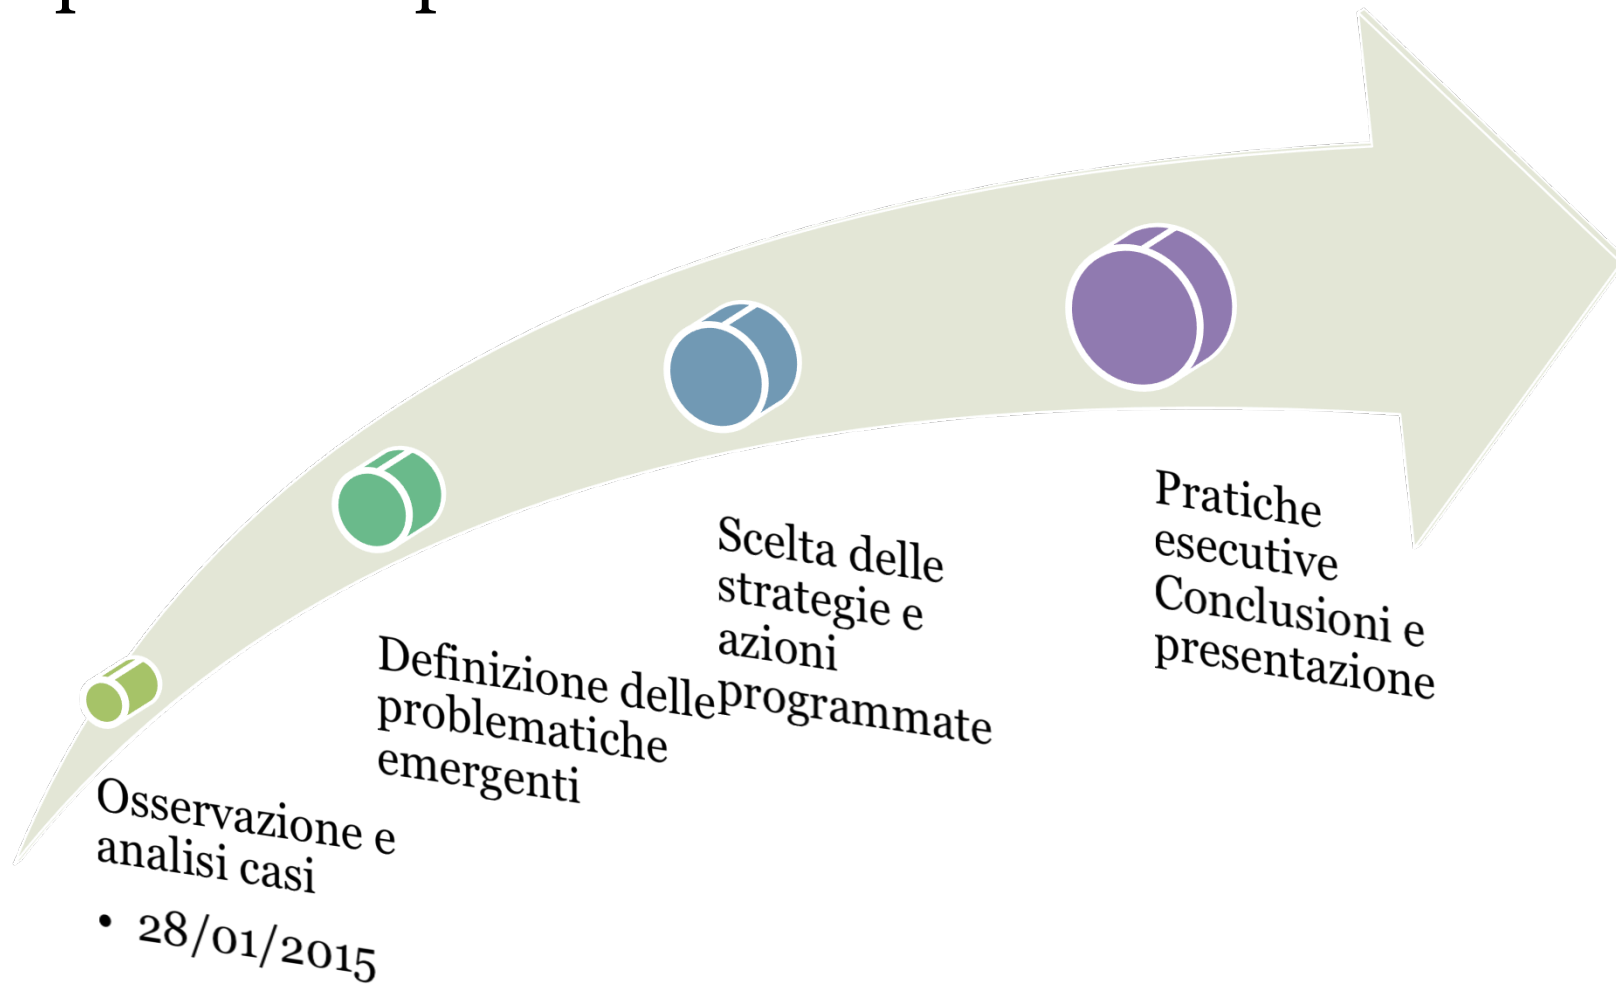 Osservazione e
analisi casi
• 28/01/2015
Definizione delle
problematiche
emergenti
Scelta delle
strategie e
azioni
programmate
Pratiche
esecutive
Conclusioni e
presentazione